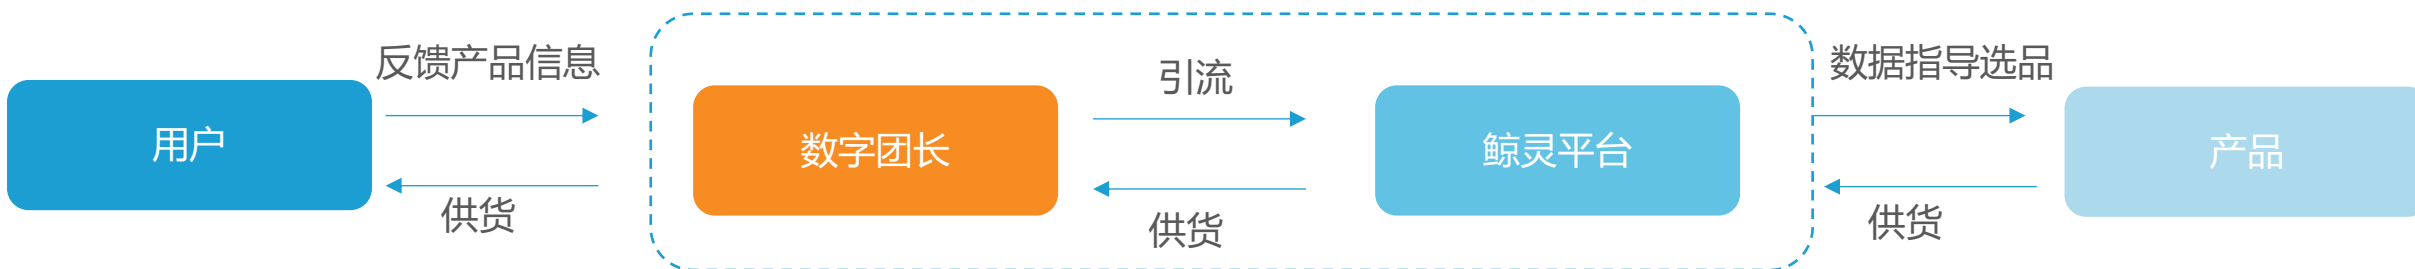 反馈产品信息
用户
供货
引流
数字团长
鲸灵平台
供货
数据指导选品
产品
供货